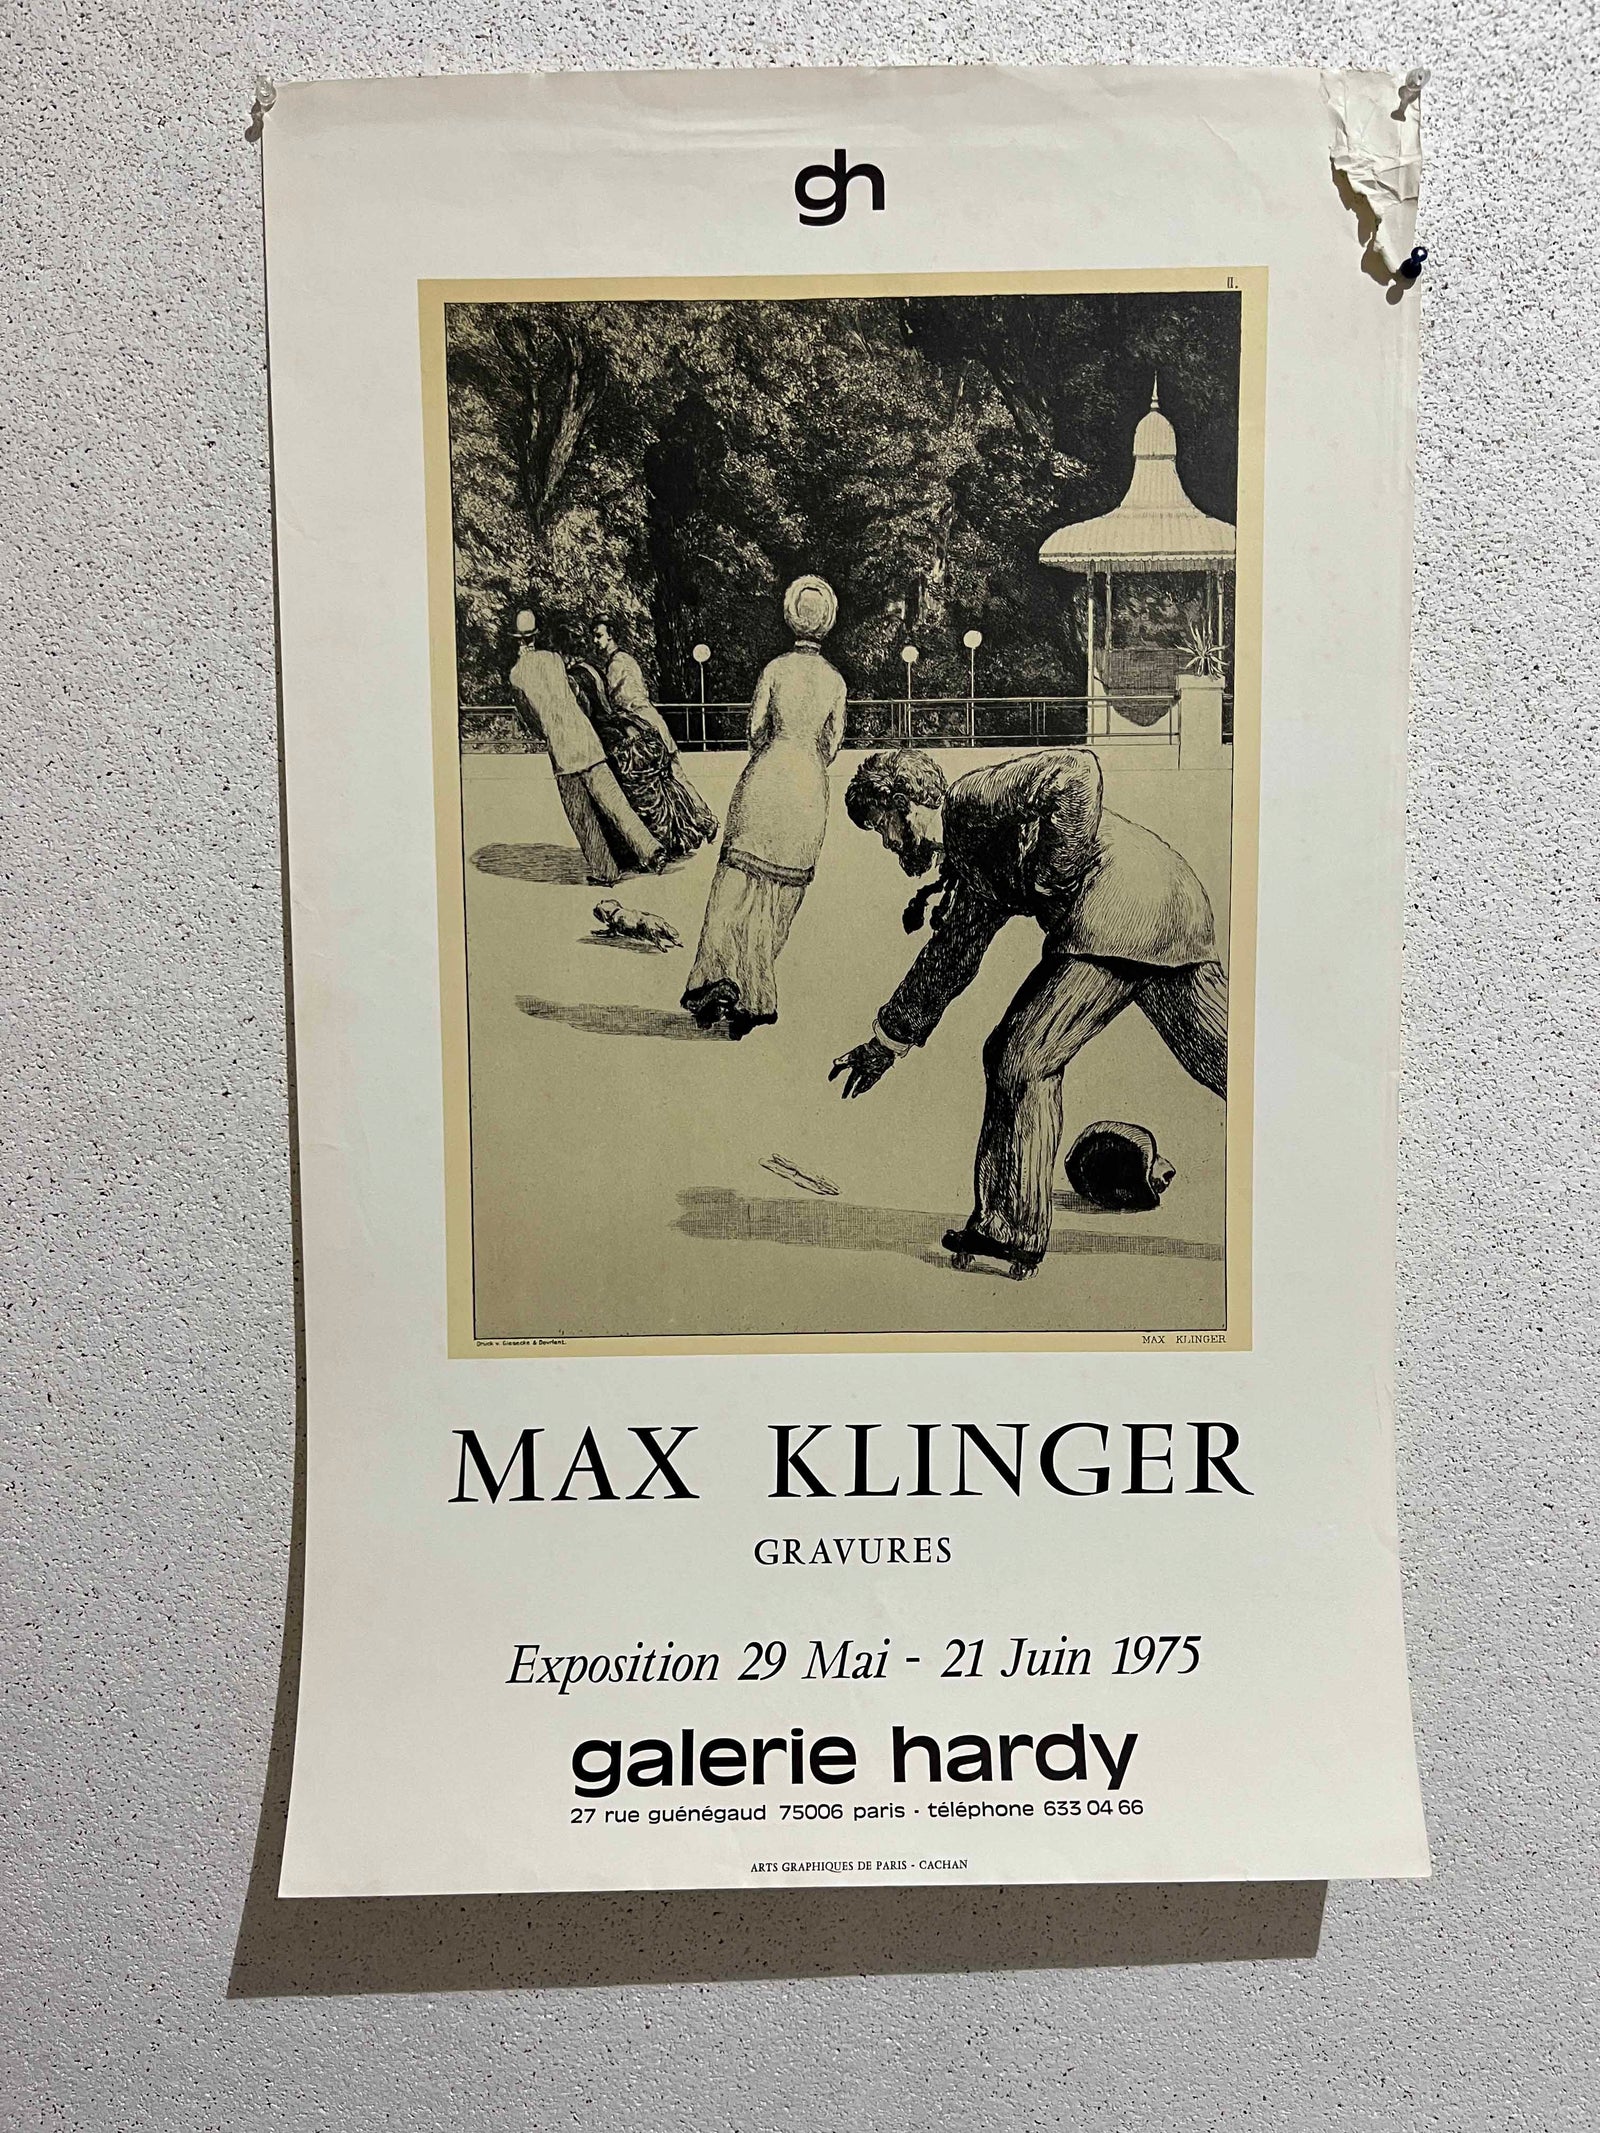 gh
II.
Druck v. Giesecke & Devrient.
MAX KLINGER
MAX KLINGER
GRAVURES
Exposition 29 Mai - 21 Juin 1975
galerie hardy
27 rue guénégaud 75006 paris - téléphone 633 04 66
ARTS GRAPHIQUES DE PARIS - CACHAN